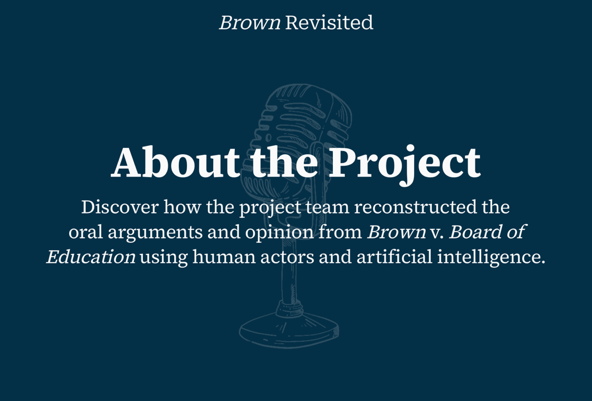 Brown Revisited
About the Project
Discover how the project team reconstructed the
oral arguments and opinion from Brown v. Board of
Education using human actors and artificial intelligence.